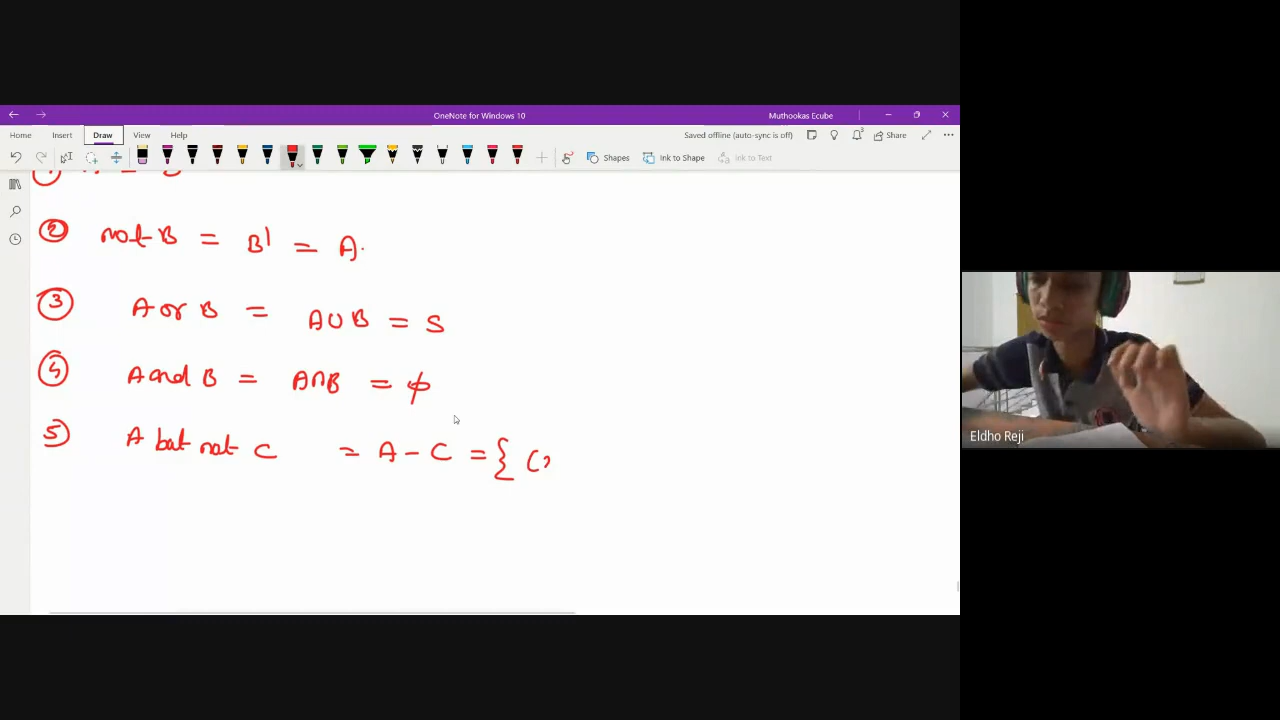 OneNote for Windows 10
Muthookas Ecube
Home Insert Draw View Help
Saved offline (auto-sync is off)
Share
Shapes
Ink to Shape
Ink to Text
② not B = B' = A.
③ A or B = A∪B = S
④ A and B = A∩B = ϕ
⑤ A but not C = A - C = { (2
Eldho Reji